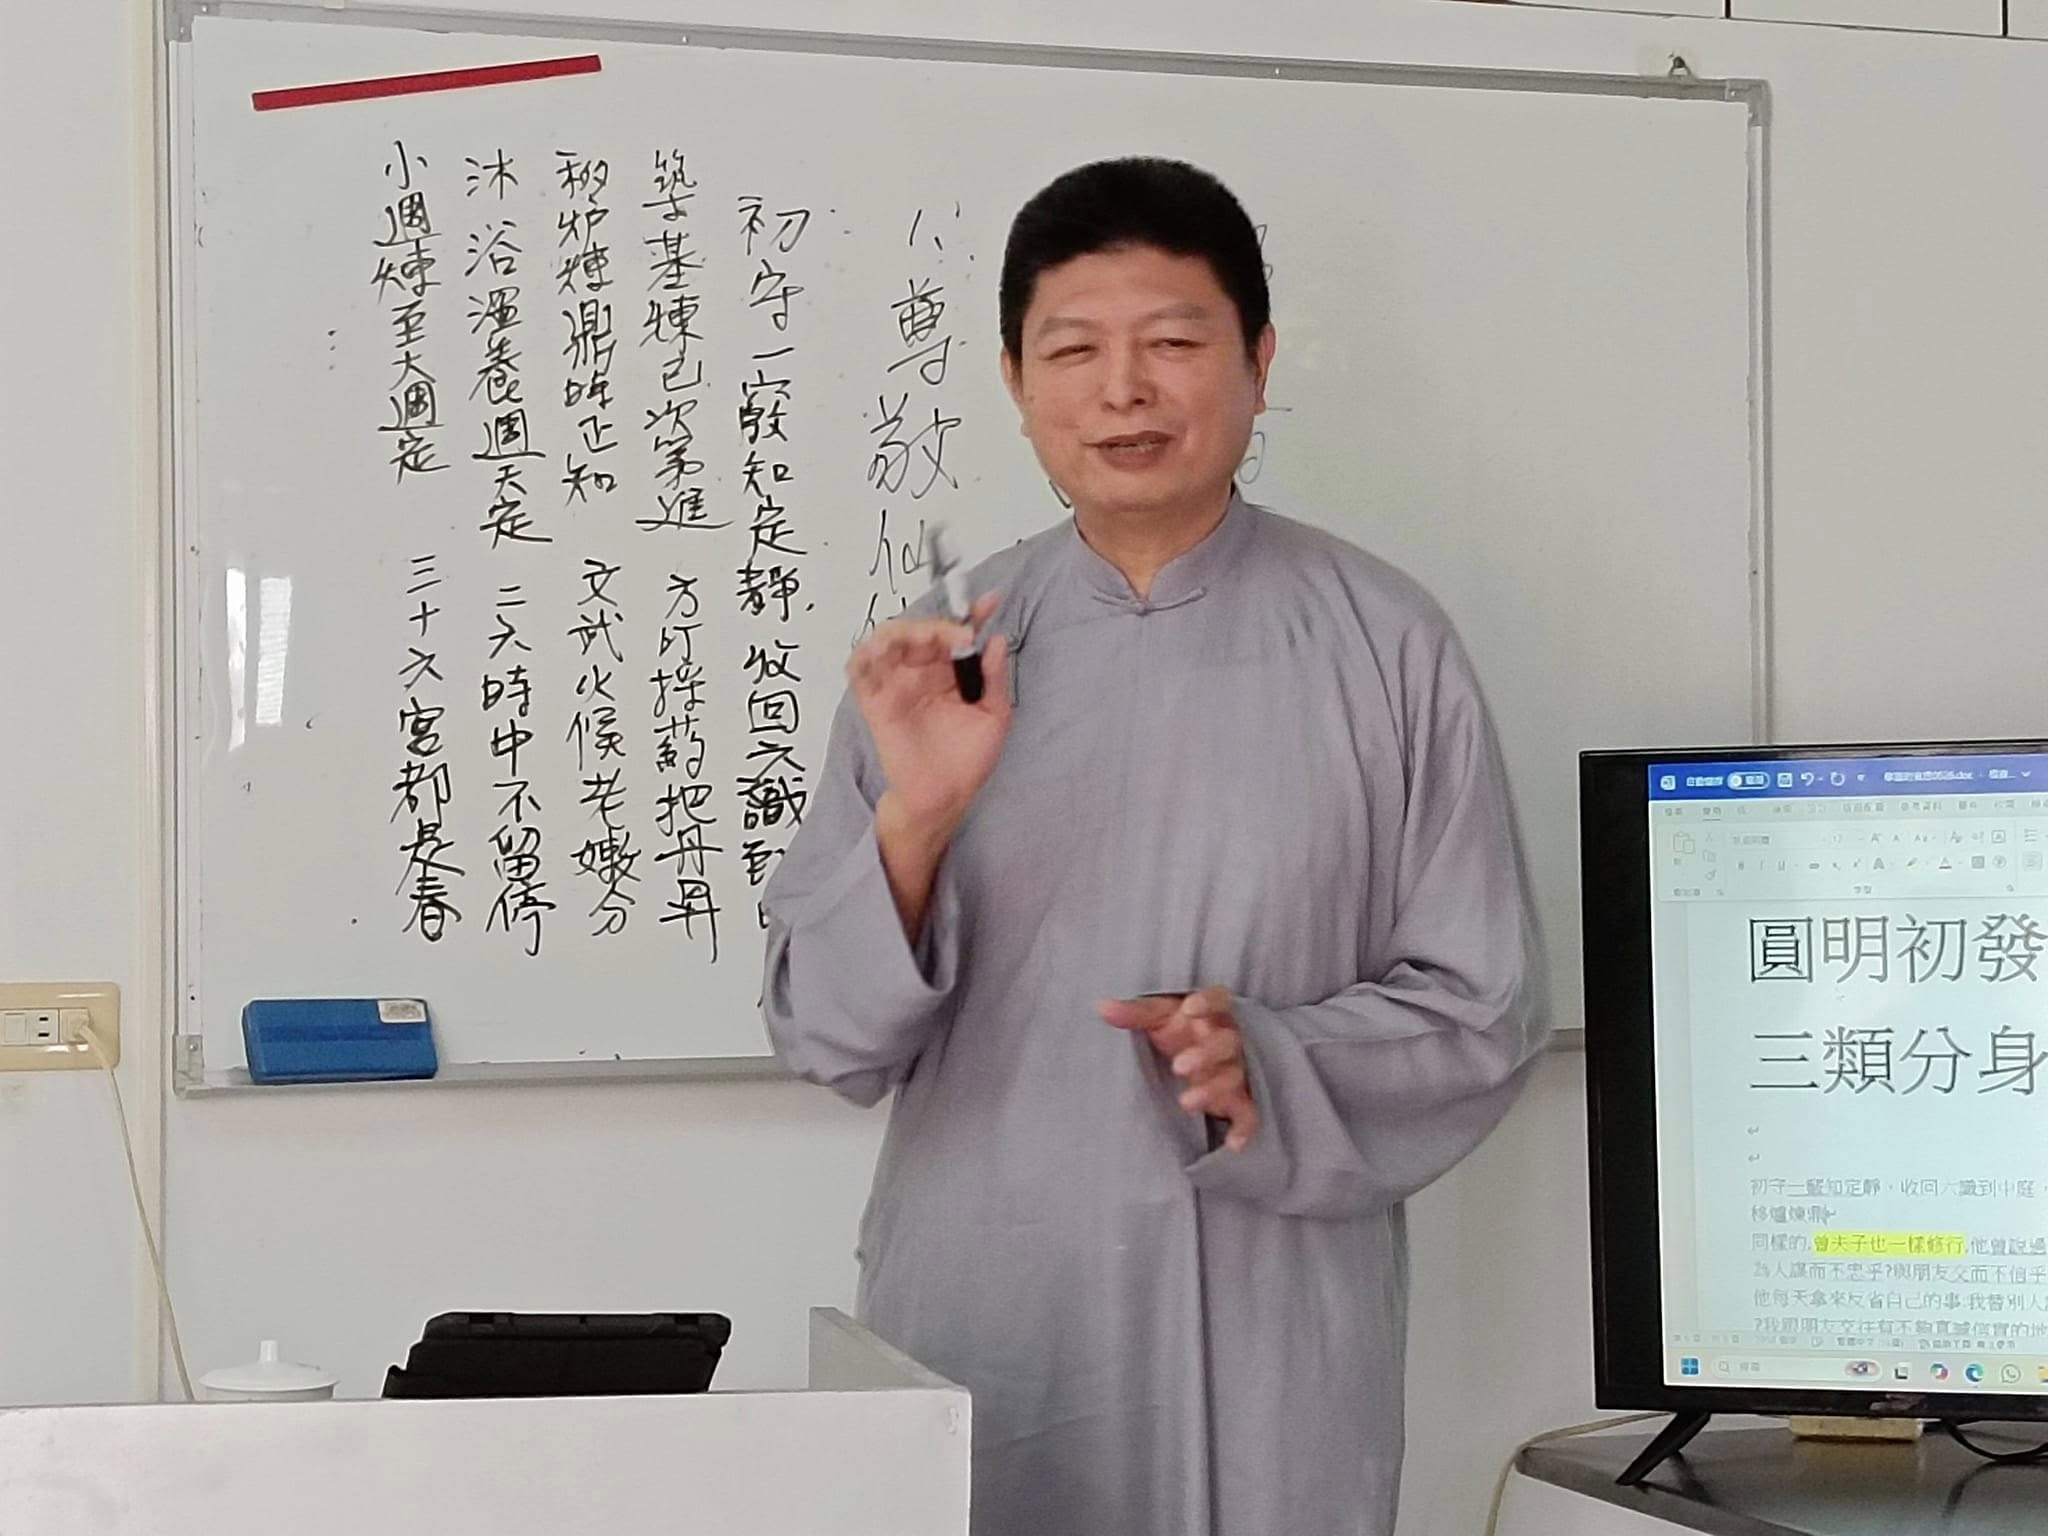 尊敬仙
初守一竅知定靜 收回六識到
築基煉己次第進 方可採藥把丹
移炉煉鼎時正知 文武火候老嫩分
沐浴溫養週天定 二六時中不留停
小週煉至大週定 三十六宮都是春
圓明初發
三類分身
初守一竅知定靜，收回六識到中庭，
移爐煉鼎
同樣的,曾夫子也一樣修行,他曾說過
為人謀而不忠乎?與朋友交而不信乎
他每天拿來反省自己的事:我替別人
?我跟朋友交往有不夠真誠信實的地